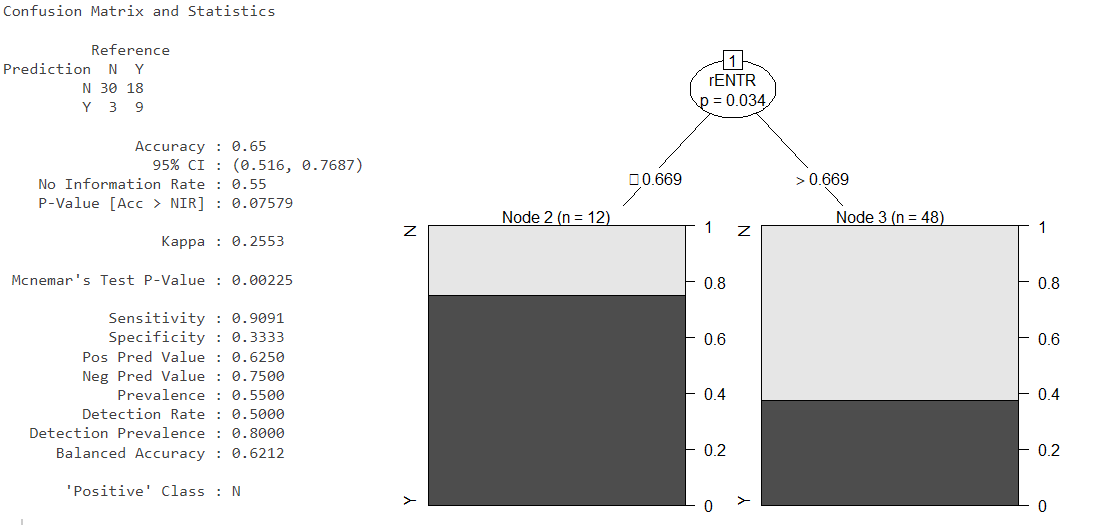 Confusion Matrix and Statistics
Reference
Prediction N Y
N 30 18
Y 3 9
Accuracy : 0.65
95% CI : (0.516, 0.7687)
No Information Rate : 0.55
P-Value [Acc > NIR] : 0.07579
Kappa : 0.2553
Mcnemar's Test P-Value : 0.00225
Sensitivity : 0.9091
Specificity : 0.3333
Pos Pred Value : 0.6250
Neg Pred Value : 0.7500
Prevalence : 0.5500
Detection Rate : 0.5000
Detection Prevalence : 0.8000
Balanced Accuracy : 0.6212
'Positive' Class : N
1
rENTR
p = 0.034
0.669
> 0.669
Node 2 (n = 12)
N
Y
1
0.8
0.6
0.4
0.2
0
Node 3 (n = 48)
N
Y
1
0.8
0.6
0.4
0.2
0